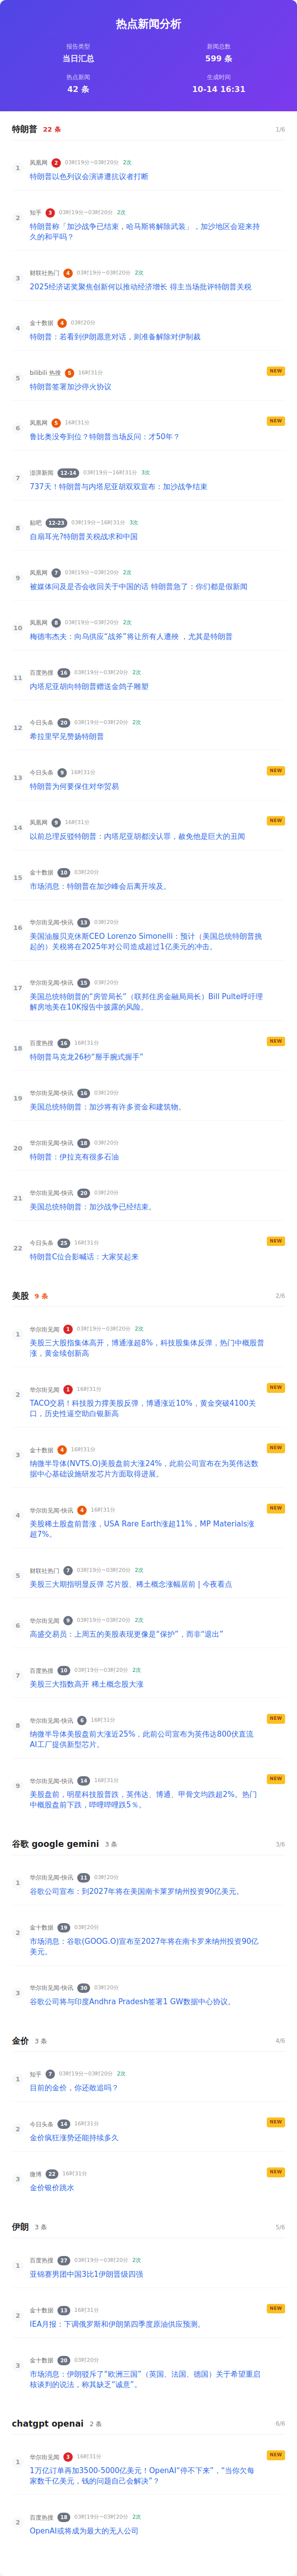 热点新闻分析
报告类型
新闻总数
当日汇总
599 条
热点新闻
生成时间
42 条
10-14 16:31
特朗普 22 条 1/6
1
凤凰网 2 03时19分~03时20分 2次
特朗普以色列议会演讲遭抗议者打断
2
知乎 3 03时19分~03时20分 2次
特朗普称「加沙战争已结束，哈马斯将解除武装」，加沙地区会迎来持
久的和平吗？
3
财联社热门 4 03时19分~03时20分 2次
2025经济诺奖聚焦创新何以推动经济增长 得主当场批评特朗普关税
4
金十数据 4 03时20分
特朗普：若看到伊朗愿意对话，则准备解除对伊制裁
5
bilibili 热搜 5 16时31分 NEW
特朗普签署加沙停火协议
6
凤凰网 5 16时31分 NEW
鲁比奥没夸到位？特朗普当场反问：才50年？
7
澎湃新闻 12-14 03时19分~16时31分 3次
737天！特朗普与内塔尼亚胡双双宣布：加沙战争结束
8
贴吧 12-23 03时19分~16时31分 3次
自扇耳光?特朗普关税战求和中国
9
凤凰网 7 03时19分~03时20分 2次
被媒体问及是否会收回关于中国的话 特朗普急了：你们都是假新闻
10
凤凰网 8 03时19分~03时20分 2次
梅德韦杰夫：向乌供应“战斧”将让所有人遭殃 ，尤其是特朗普
11
百度热搜 16 03时19分~03时20分 2次
内塔尼亚胡向特朗普赠送金鸽子雕塑
12
今日头条 20 03时19分~03时20分 2次
希拉里罕见赞扬特朗普
13
今日头条 9 16时31分 NEW
特朗普为何要保住对华贸易
14
凤凰网 9 16时31分 NEW
以前总理反驳特朗普：内塔尼亚胡都没认罪，赦免他是巨大的丑闻
15
金十数据 10 03时20分
市场消息：特朗普在加沙峰会后离开埃及。
16
华尔街见闻-快讯 13 03时20分
美国油服贝克休斯CEO Lorenzo Simonelli：预计（美国总统特朗普挑
起的）关税将在2025年对公司造成超过1亿美元的冲击。
17
华尔街见闻-快讯 15 03时20分
美国总统特朗普的“房管局长”（联邦住房金融局局长）Bill Pulte呼吁理
解房地美在10K报告中披露的风险。
18
百度热搜 16 16时31分 NEW
特朗普马克龙26秒“掰手腕式握手”
19
华尔街见闻-快讯 16 03时20分
美国总统特朗普：加沙将有许多资金和建筑物。
20
华尔街见闻-快讯 18 03时20分
特朗普：伊拉克有很多石油
21
华尔街见闻-快讯 20 03时20分
美国总统特朗普：加沙战争已经结束。
22
今日头条 25 16时31分 NEW
特朗普C位合影喊话：大家笑起来
美股 9 条 2/6
1
华尔街见闻 1 03时19分~03时20分 2次
美股三大股指集体高开，博通涨超8%，科技股集体反弹，热门中概股普
涨，黄金续创新高
2
华尔街见闻 1 16时31分 NEW
TACO交易！科技股力撑美股反弹，博通涨近10%，黄金突破4100关
口，历史性逼空助白银新高
3
金十数据 4 16时31分 NEW
纳微半导体(NVTS.O)美股盘前大涨24%，此前公司宣布在为英伟达数
据中心基础设施研发芯片方面取得进展。
4
华尔街见闻-快讯 4 16时31分 NEW
美股稀土股盘前普涨，USA Rare Earth涨超11%，MP Materials涨
超7%。
5
财联社热门 7 03时19分~03时20分 2次
美股三大期指明显反弹 芯片股、稀土概念涨幅居前 | 今夜看点
6
华尔街见闻 9 03时19分~03时20分 2次
高盛交易员：上周五的美股表现更像是“保护”，而非“退出”
7
百度热搜 10 03时19分~03时20分 2次
美股三大指数高开 稀土概念股大涨
8
华尔街见闻-快讯 6 16时31分 NEW
纳微半导体美股盘前大涨近25%，此前公司宣布为英伟达800伏直流
AI工厂提供新型芯片。
9
华尔街见闻-快讯 14 16时31分 NEW
美股盘前，明星科技股普跌，英伟达、博通、甲骨文均跌超2%。热门
中概股盘前下跌，哔哩哔哩跌5％。
谷歌 google gemini 3 条 3/6
1
华尔街见闻-快讯 11 03时20分
谷歌公司宣布：到2027年将在美国南卡莱罗纳州投资90亿美元。
2
金十数据 19 03时20分
市场消息：谷歌(GOOG.O)宣布至2027年将在南卡罗来纳州投资90亿
美元。
3
华尔街见闻-快讯 30 03时20分
谷歌公司将与印度Andhra Pradesh签署1 GW数据中心协议。
金价 3 条 4/6
1
知乎 7 03时19分~03时20分 2次
目前的金价，你还敢追吗？
2
今日头条 14 16时31分 NEW
金价疯狂涨势还能持续多久
3
微博 22 16时31分 NEW
金价银价跳水
伊朗 3 条 5/6
1
百度热搜 27 03时19分~03时20分 2次
亚锦赛男团中国3比1伊朗晋级四强
2
金十数据 13 16时31分 NEW
IEA月报：下调俄罗斯和伊朗第四季度原油供应预测。
3
金十数据 20 03时20分
市场消息：伊朗驳斥了“欧洲三国”（英国、法国、德国）关于希望重启
核谈判的说法，称其缺乏“诚意”。
chatgpt openai 2 条 6/6
1
华尔街见闻 3 16时31分 NEW
1万亿订单再加3500-5000亿美元！OpenAI“停不下来”，“当你欠每
家数千亿美元，钱的问题自己会解决”？
2
百度热搜 18 03时19分~03时20分 2次
OpenAI或将成为最大的无人公司